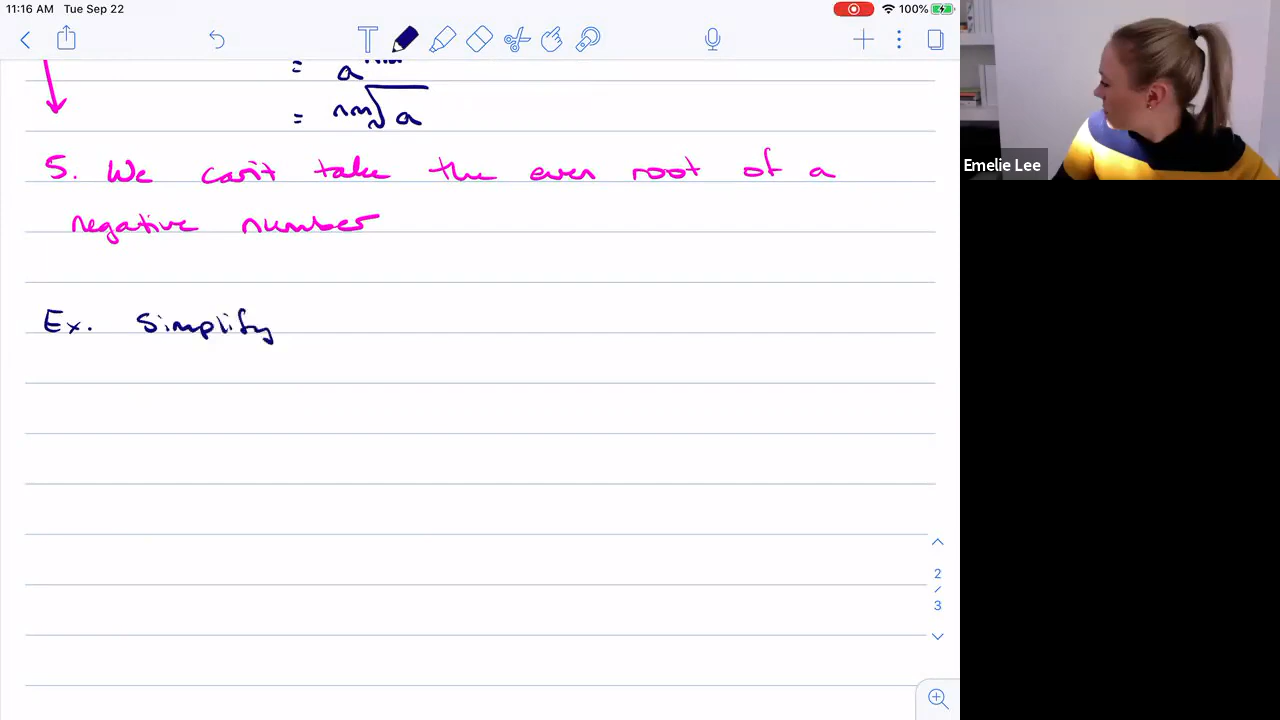 11:16 AM Tue Sep 22
100%
= a
= nm√a
5. We can't take the even root of a
negative number
Ex. Simplify
Emelie Lee
2
/
3